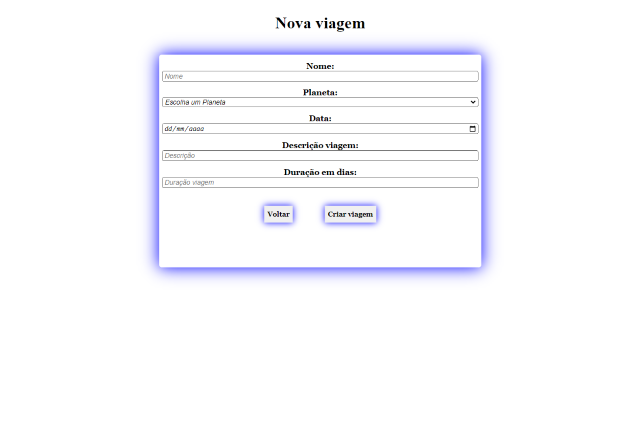 Nova viagem
Nome:
Nome
Planeta:
Escolha um Planeta
Data:
dd/mm/aaaa
Descrição viagem:
Descrição
Duração em dias:
Duração viagem
Voltar Criar viagem